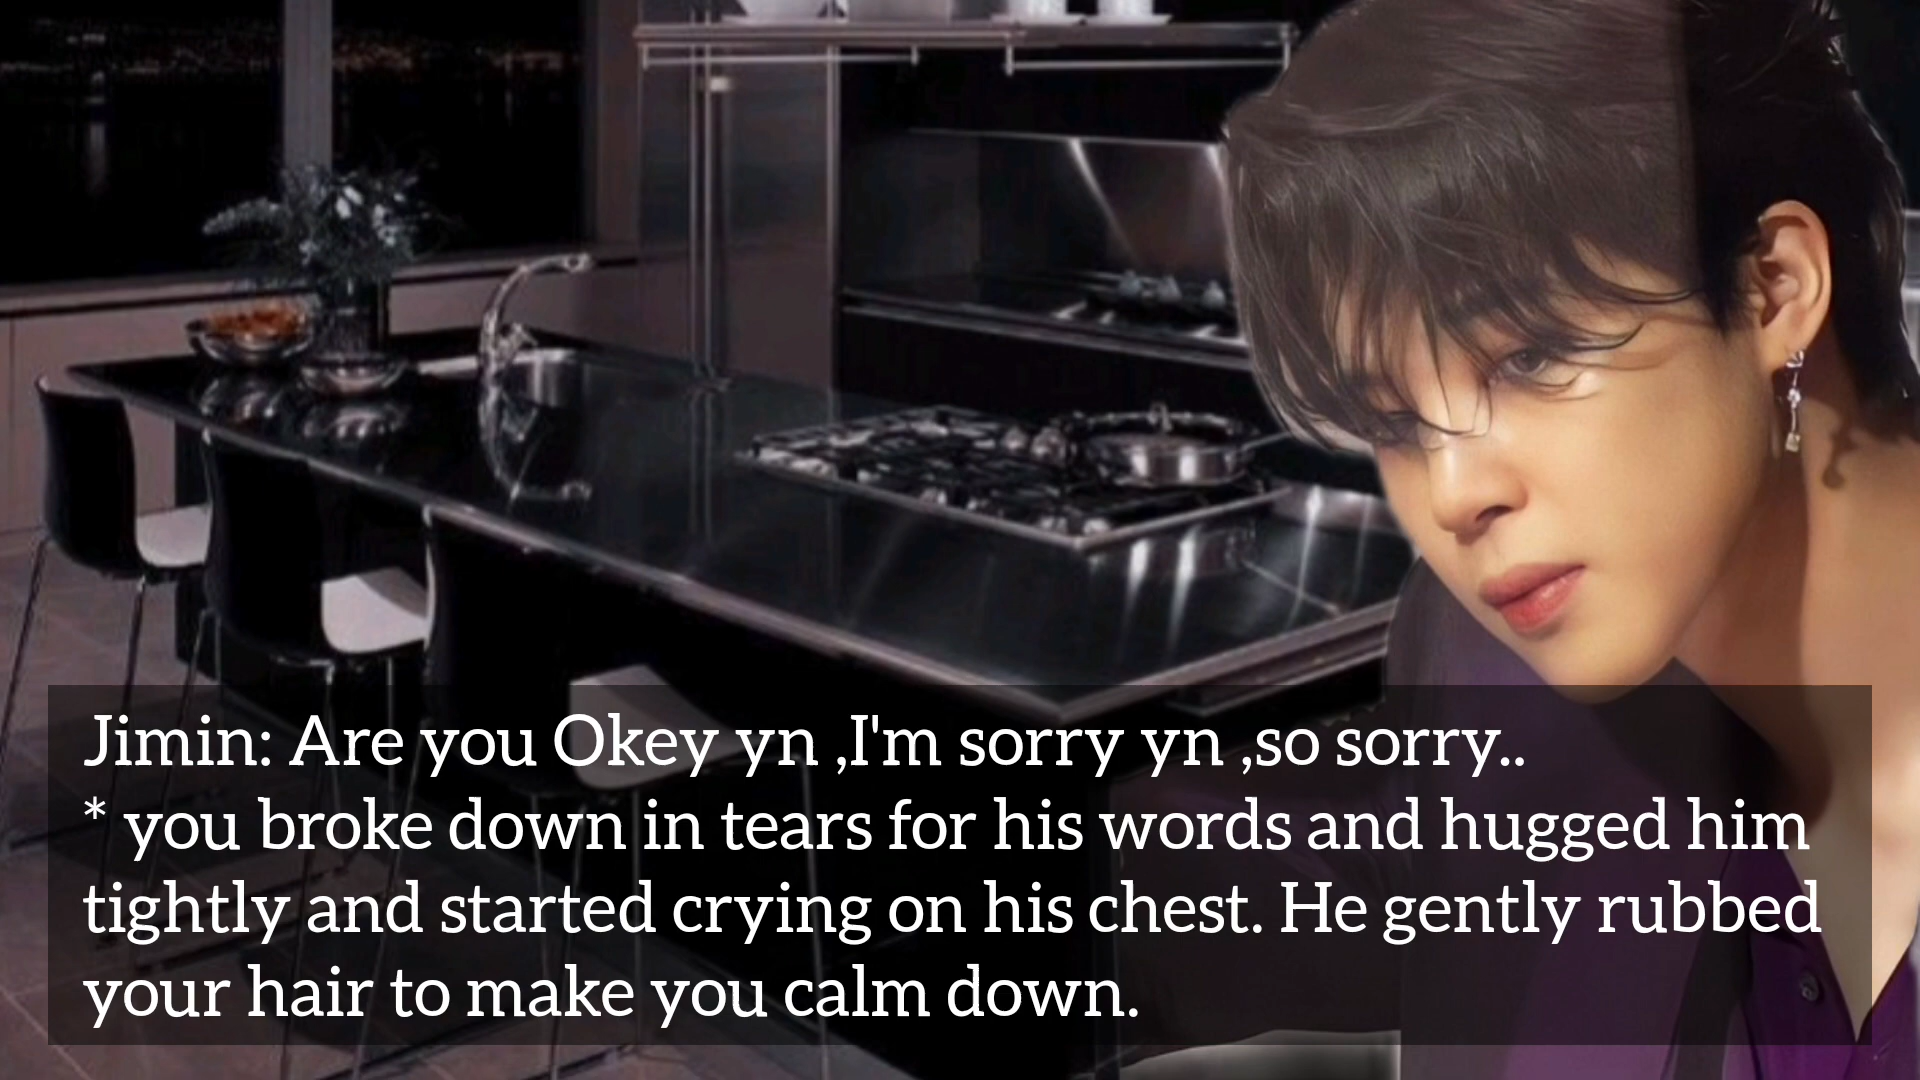 Jimin: Are you Okey yn ,I'm sorry yn ,so sorry..
* you broke down in tears for his words and hugged him
tightly and started crying on his chest. He gently rubbed
your hair to make you calm down.